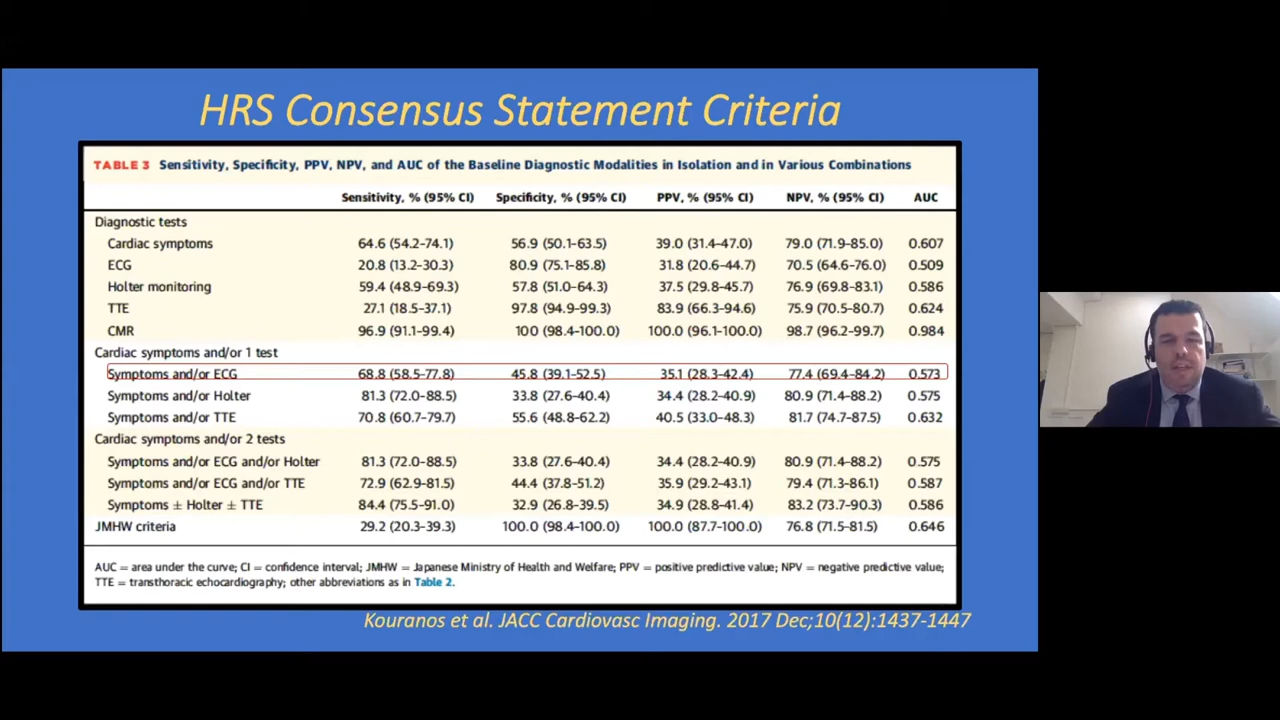 HRS Consensus Statement Criteria
TABLE 3 Sensitivity, Specificity, PPV, NPV, and AUC of the Baseline Diagnostic Modalities in Isolation and in Various Combinations
Sensitivity, % (95% CI) Specificity, % (95% CI) PPV, % (95% CI) NPV, % (95% CI) AUC
Diagnostic tests
Cardiac symptoms 64.6 (54.2–74.1) 56.9 (50.1–63.5) 39.0 (31.4–47.0) 79.0 (71.9–85.0) 0.607
ECG 20.8 (13.2–30.3) 80.9 (75.1–85.8) 31.8 (20.6–44.7) 70.5 (64.6–76.0) 0.509
Holter monitoring 59.4 (48.9–69.3) 57.8 (51.0–64.3) 37.5 (29.8–45.7) 76.9 (69.8–83.1) 0.586
TTE 27.1 (18.5–37.1) 97.8 (94.9–99.3) 83.9 (66.3–94.6) 75.9 (70.5–80.7) 0.624
CMR 96.9 (91.1–99.4) 100 (98.4–100.0) 100.0 (96.1–100.0) 98.7 (96.2–99.7) 0.984
Cardiac symptoms and/or 1 test
Symptoms and/or ECG 68.8 (58.5–77.8) 45.8 (39.1–52.5) 35.1 (28.3–42.4) 77.4 (69.4–84.2) 0.573
Symptoms and/or Holter 81.3 (72.0–88.5) 33.8 (27.6–40.4) 34.4 (28.2–40.9) 80.9 (71.4–88.2) 0.575
Symptoms and/or TTE 70.8 (60.7–79.7) 55.6 (48.8–62.2) 40.5 (33.0–48.3) 81.7 (74.7–87.5) 0.632
Cardiac symptoms and/or 2 tests
Symptoms and/or ECG and/or Holter 81.3 (72.0–88.5) 33.8 (27.6–40.4) 34.4 (28.2–40.9) 80.9 (71.4–88.2) 0.575
Symptoms and/or ECG and/or TTE 72.9 (62.9–81.5) 44.4 (37.8–51.2) 35.9 (29.2–43.1) 79.4 (71.3–86.1) 0.587
Symptoms ± Holter ± TTE 84.4 (75.5–91.0) 32.9 (26.8–39.5) 34.9 (28.8–41.4) 83.2 (73.7–90.3) 0.586
JMHW criteria 29.2 (20.3–39.3) 100.0 (98.4–100.0) 100.0 (87.7–100.0) 76.8 (71.5–81.5) 0.646
AUC = area under the curve; CI = confidence interval; JMHW = Japanese Ministry of Health and Welfare; PPV = positive predictive value; NPV = negative predictive value;
TTE = transthoracic echocardiography; other abbreviations as in Table 2.
Kouranos et al. JACC Cardiovasc Imaging. 2017 Dec;10(12):1437-1447